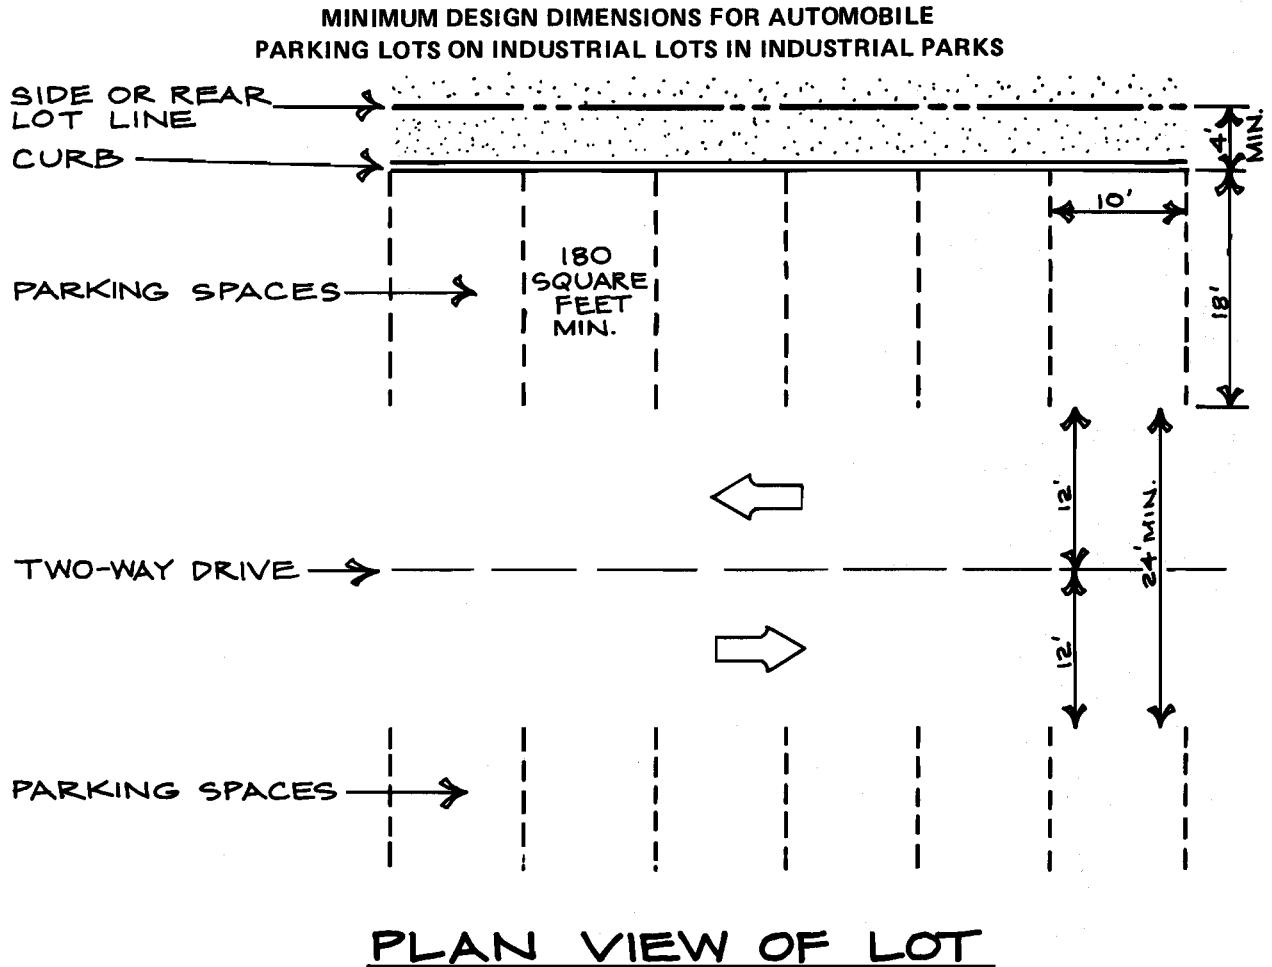 MINIMUM DESIGN DIMENSIONS FOR AUTOMOBILE
PARKING LOTS ON INDUSTRIAL LOTS IN INDUSTRIAL PARKS
SIDE OR REAR
LOT LINE
CURB
4'
MIN.
10'
180
SQUARE
FEET
MIN.
PARKING SPACES
18'
12'
24' MIN.
TWO-WAY DRIVE
12'
PARKING SPACES
PLAN VIEW OF LOT